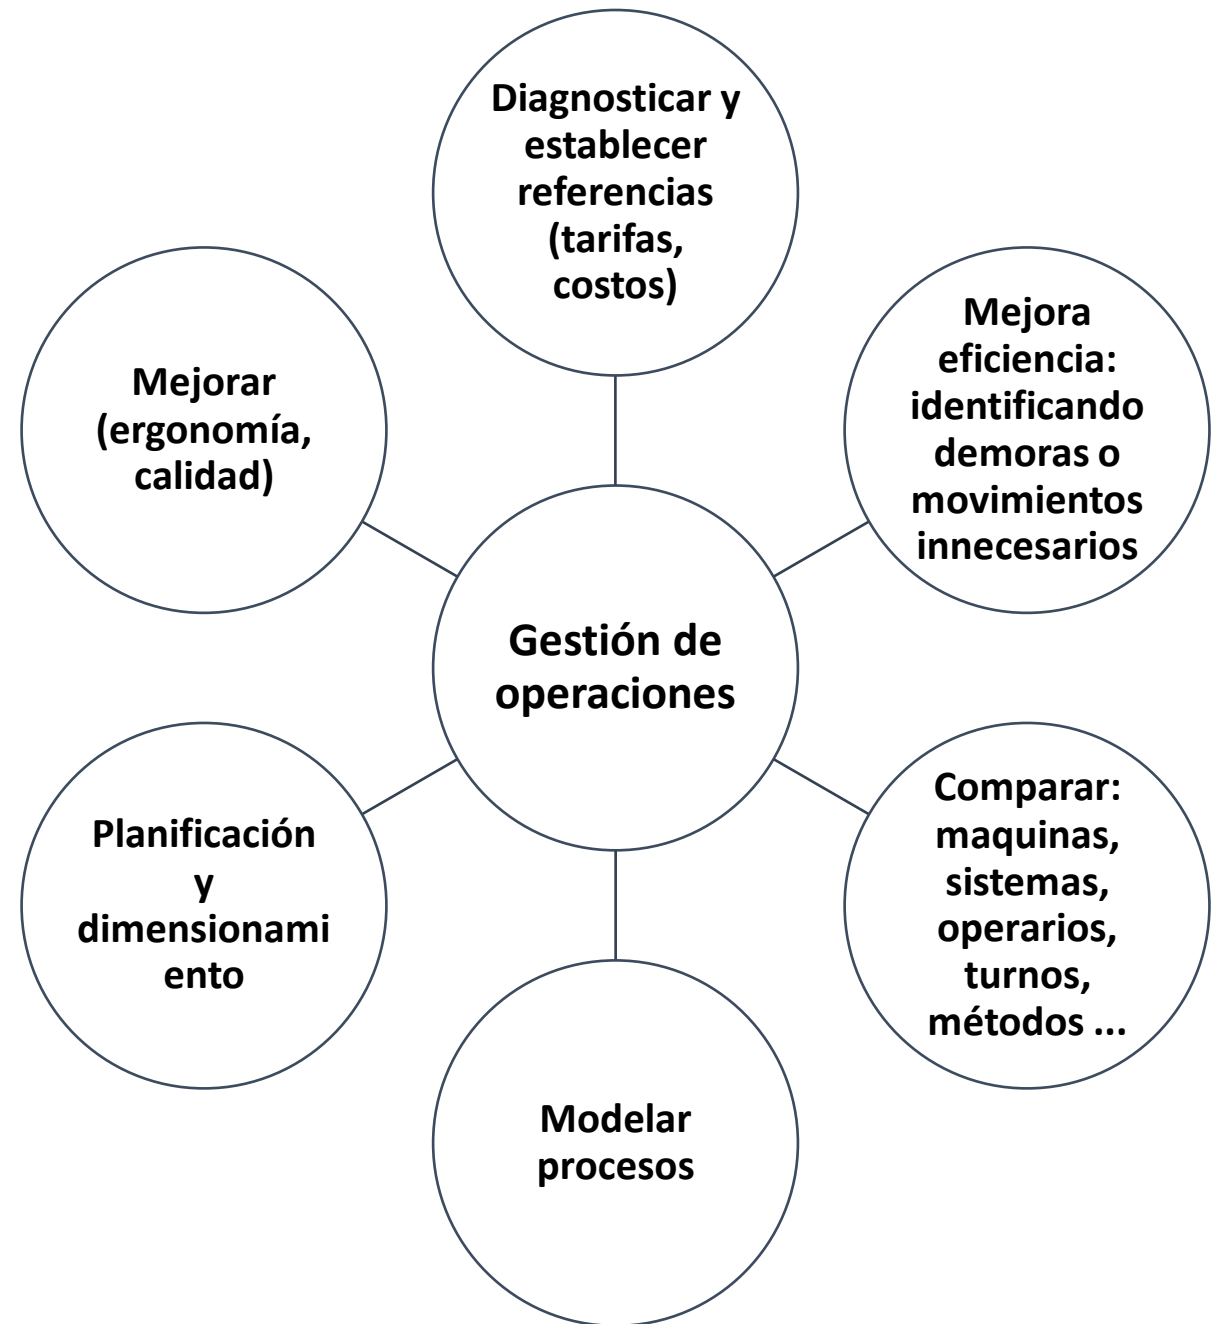 Diagnosticar y
establecer
referencias
(tarifas,
costos)
Mejora
eficiencia:
identificando
demoras o
movimientos
innecesarios
Mejorar
(ergonomía,
calidad)
Gestión de
operaciones
Comparar:
maquinas,
sistemas,
operarios,
turnos,
métodos ...
Planificación
y
dimensionami
ento
Modelar
procesos